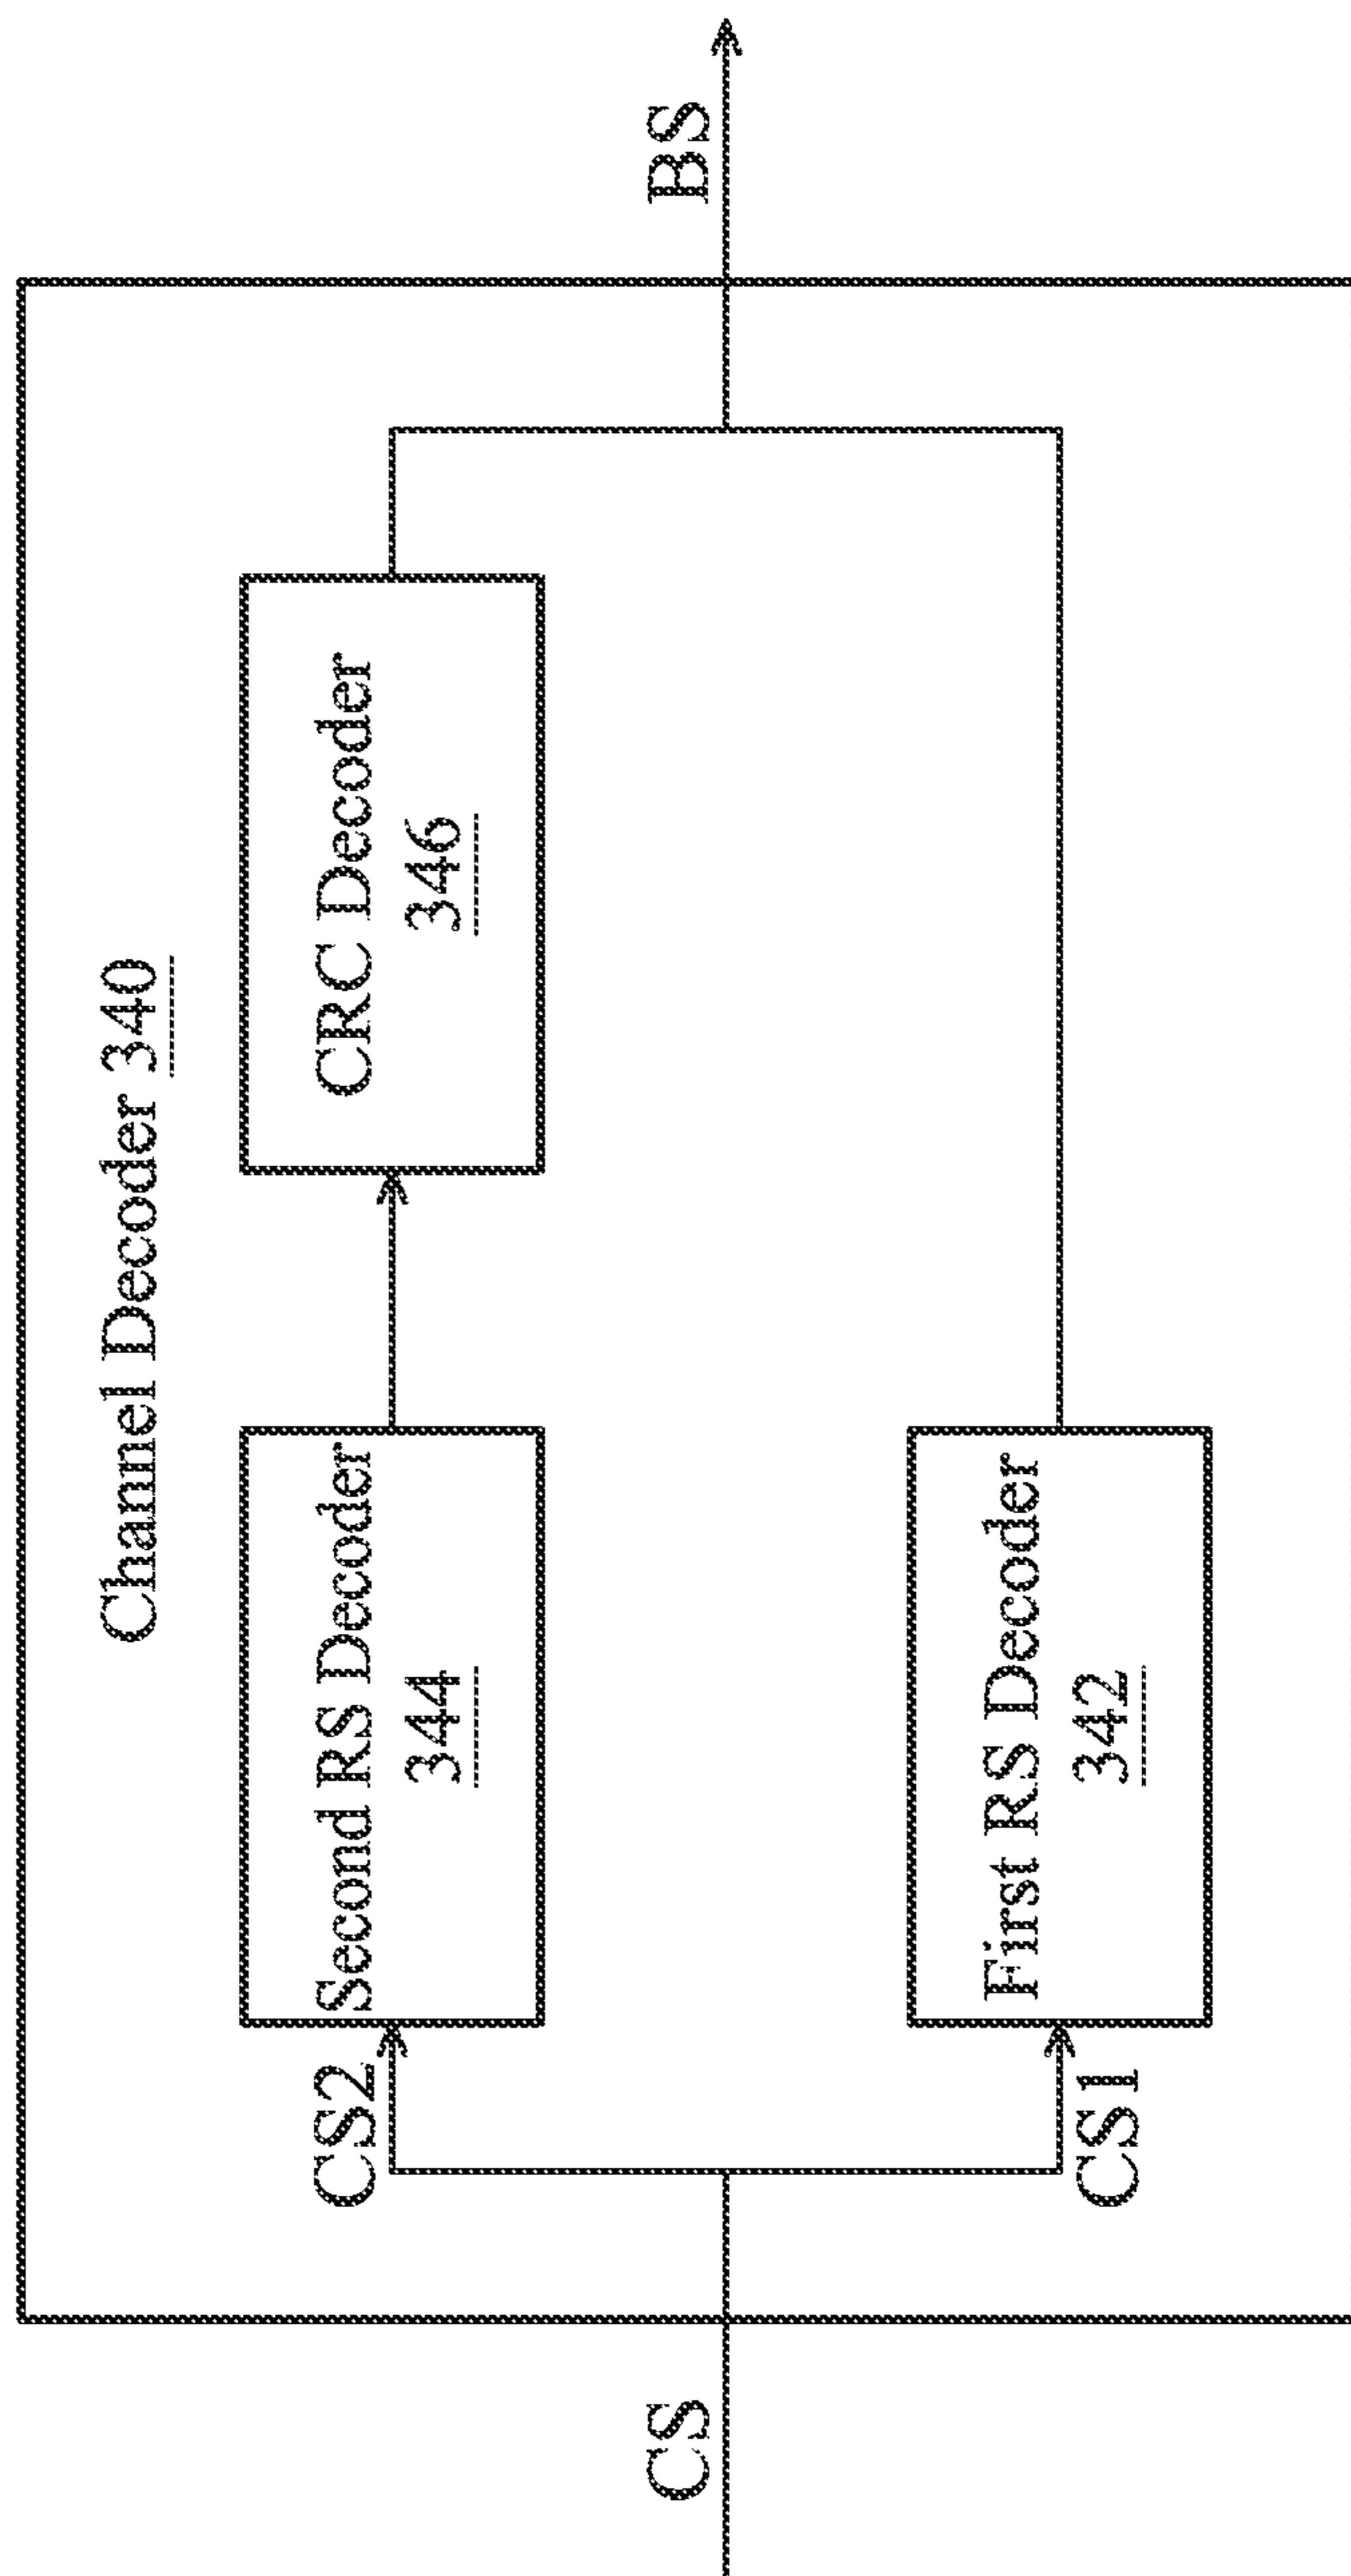 Channel Decoder 340
CS
CS2
Second RS Decoder
344
CRC Decoder
346
BS
CS1
First RS Decoder
342